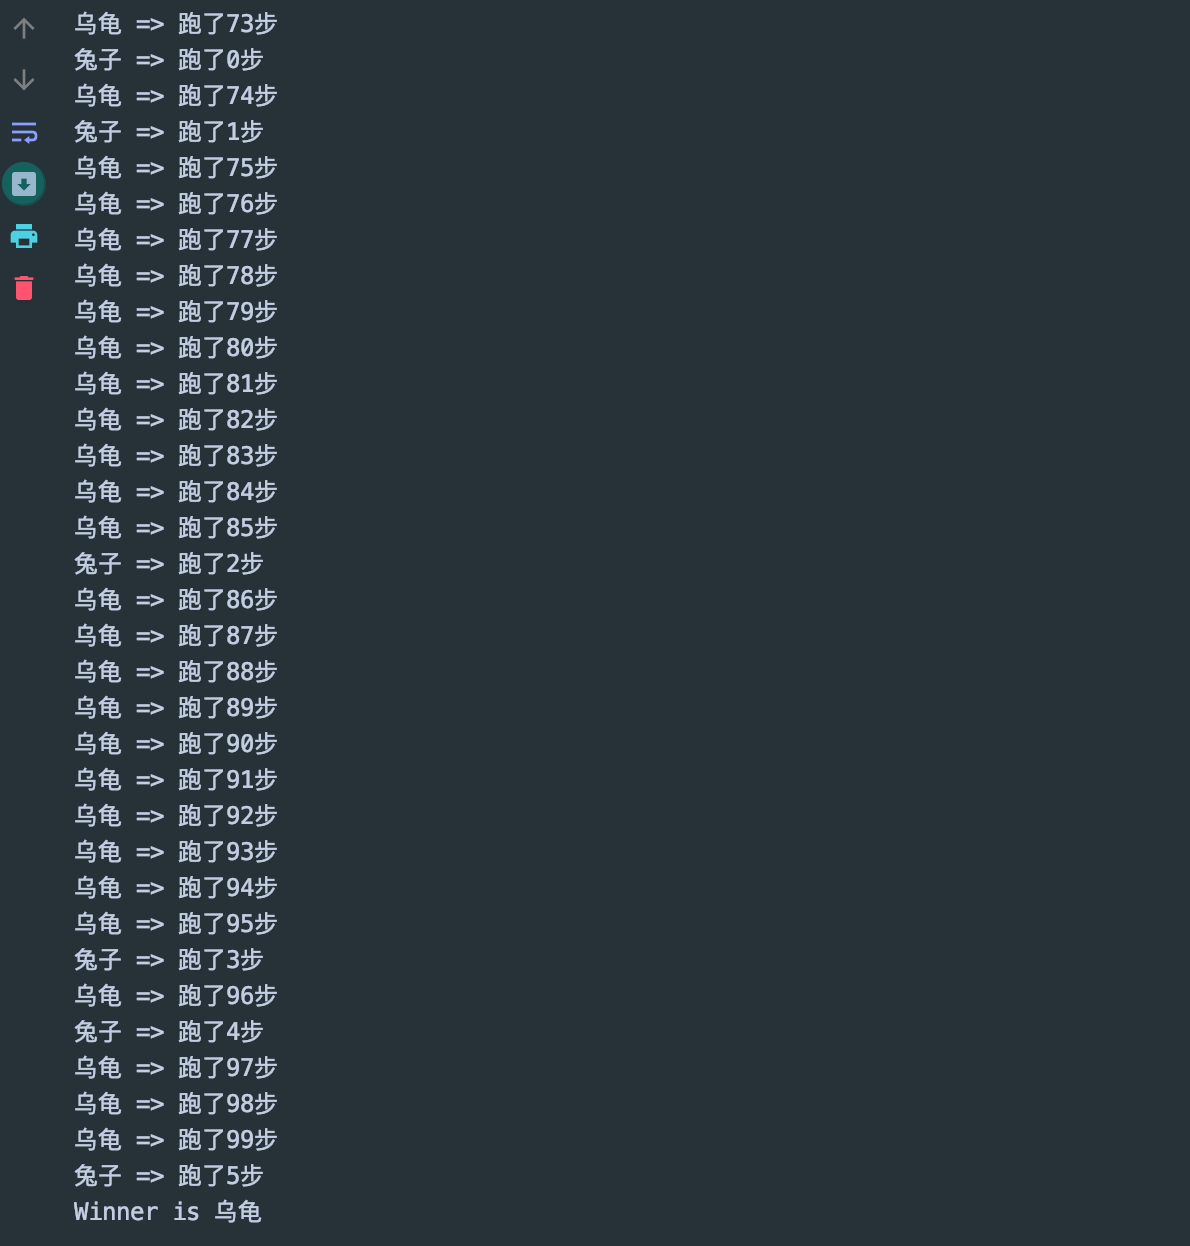 乌龟 => 跑了73步
兔子 => 跑了0步
乌龟 => 跑了74步
兔子 => 跑了1步
乌龟 => 跑了75步
乌龟 => 跑了76步
乌龟 => 跑了77步
乌龟 => 跑了78步
乌龟 => 跑了79步
乌龟 => 跑了80步
乌龟 => 跑了81步
乌龟 => 跑了82步
乌龟 => 跑了83步
乌龟 => 跑了84步
乌龟 => 跑了85步
兔子 => 跑了2步
乌龟 => 跑了86步
乌龟 => 跑了87步
乌龟 => 跑了88步
乌龟 => 跑了89步
乌龟 => 跑了90步
乌龟 => 跑了91步
乌龟 => 跑了92步
乌龟 => 跑了93步
乌龟 => 跑了94步
乌龟 => 跑了95步
兔子 => 跑了3步
乌龟 => 跑了96步
兔子 => 跑了4步
乌龟 => 跑了97步
乌龟 => 跑了98步
乌龟 => 跑了99步
兔子 => 跑了5步
Winner is 乌龟